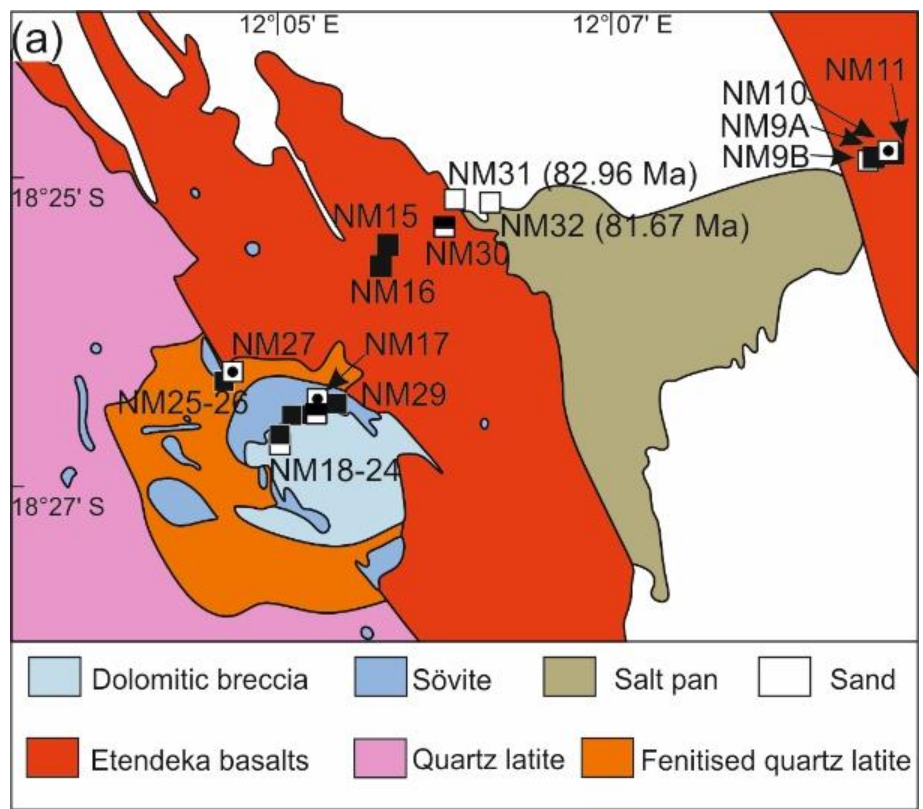 (a)
12°05' E
12°07' E
NM11
NM10
NM9A
NM9B
18°25' S
NM31 (82.96 Ma)
NM15
NM32 (81.67 Ma)
NM30
NM16
NM27
NM17
NM25-26
NM29
NM18-24
18°27' S
Dolomitic breccia
Sövite
Salt pan
Sand
Etendeka basalts
Quartz latite
Fenitised quartz latite